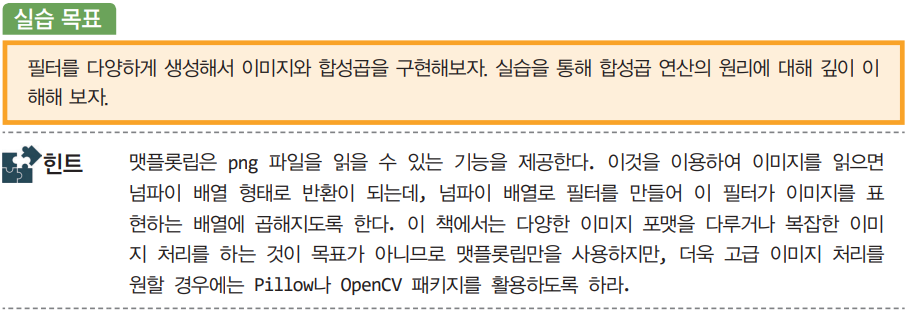 실습 목표
필터를 다양하게 생성해서 이미지와 합성곱을 구현해보자. 실습을 통해 합성곱 연산의 원리에 대해 깊이 이
해해 보자.
힌트
맷플롯립은 png 파일을 읽을 수 있는 기능을 제공한다. 이것을 이용하여 이미지를 읽으면
넘파이 배열 형태로 반환이 되는데, 넘파이 배열로 필터를 만들어 이 필터가 이미지를 표
현하는 배열에 곱해지도록 한다. 이 책에서는 다양한 이미지 포맷을 다루거나 복잡한 이미
지 처리를 하는 것이 목표가 아니므로 맷플롯립만을 사용하지만, 더욱 고급 이미지 처리를
원할 경우에는 Pillow나 OpenCV 패키지를 활용하도록 하라.